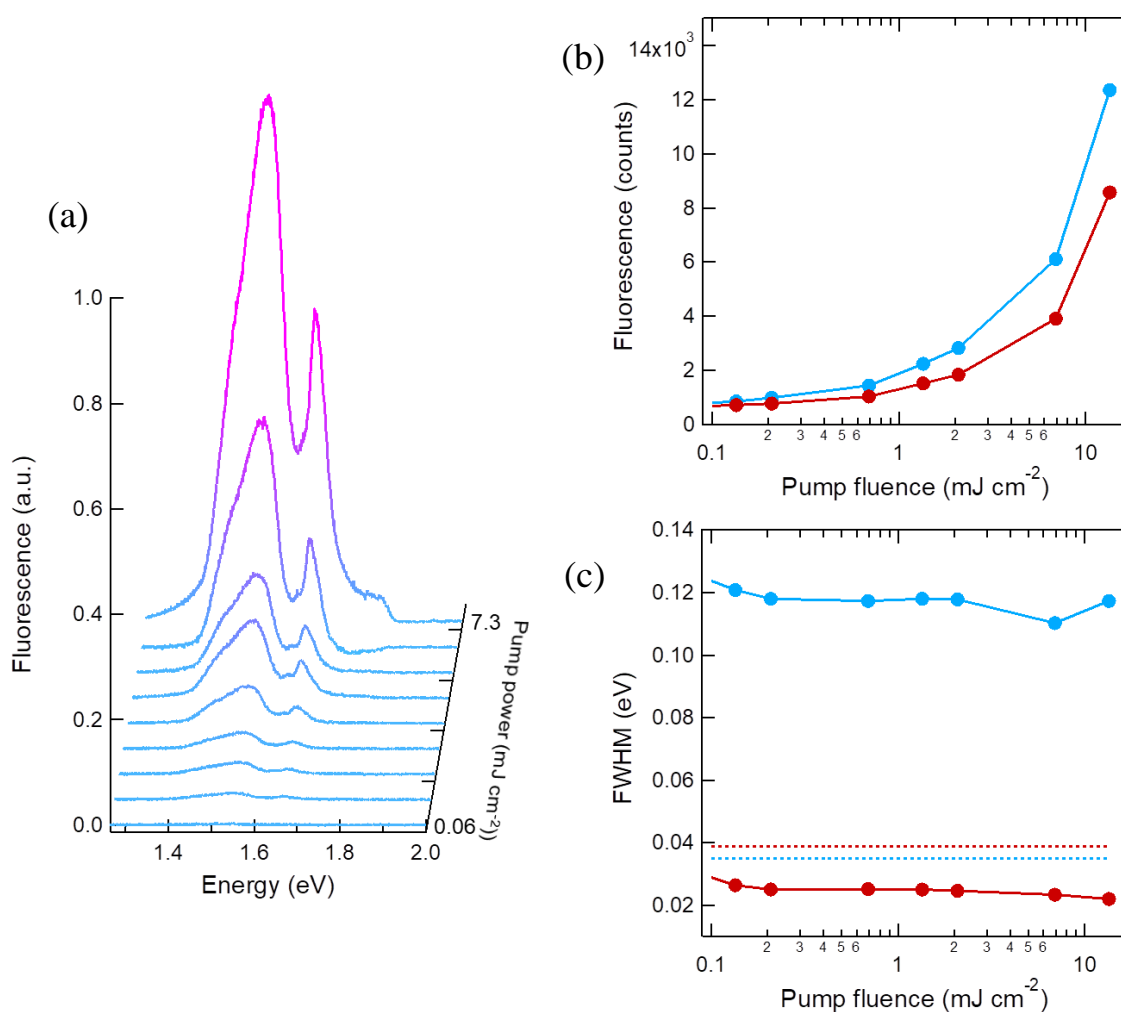 (a)
1.0
0.8
0.6
0.4
0.2
0.0
Fluorescence (a.u.)
1.4 1.6 1.8 2.0
Energy (eV)
7.3
Pump power (mJ cm-2))
0.06
(b)
14x10³
12
10
8
6
4
2
0
Fluorescence (counts)
0.1 2 3 4 5 6 1 2 3 4 5 6 10
Pump fluence (mJ cm-2)
(c)
0.14
0.12
0.10
0.08
0.06
0.04
0.02
FWHM (eV)
0.1 2 3 4 5 6 1 2 3 4 5 6 10
Pump fluence (mJ cm-2)